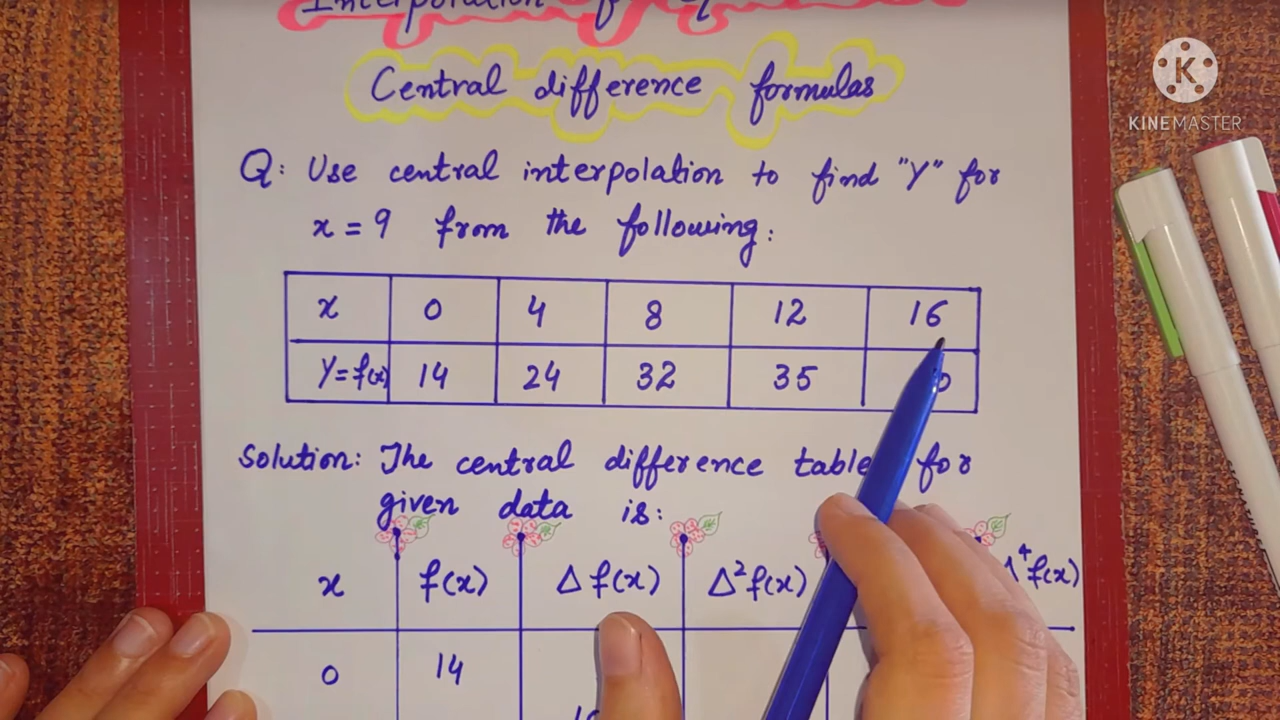 Central difference formulas
Q: Use central interpolation to find "Y" for
x = 9 from the following:
x 0 4 8 12 16
Y=f(x) 14 24 32 35
Solution: The central difference table for
given data is:
x f(x) Δf(x) Δ²f(x) Δ⁴f(x)
0 14
K
KINEMASTER